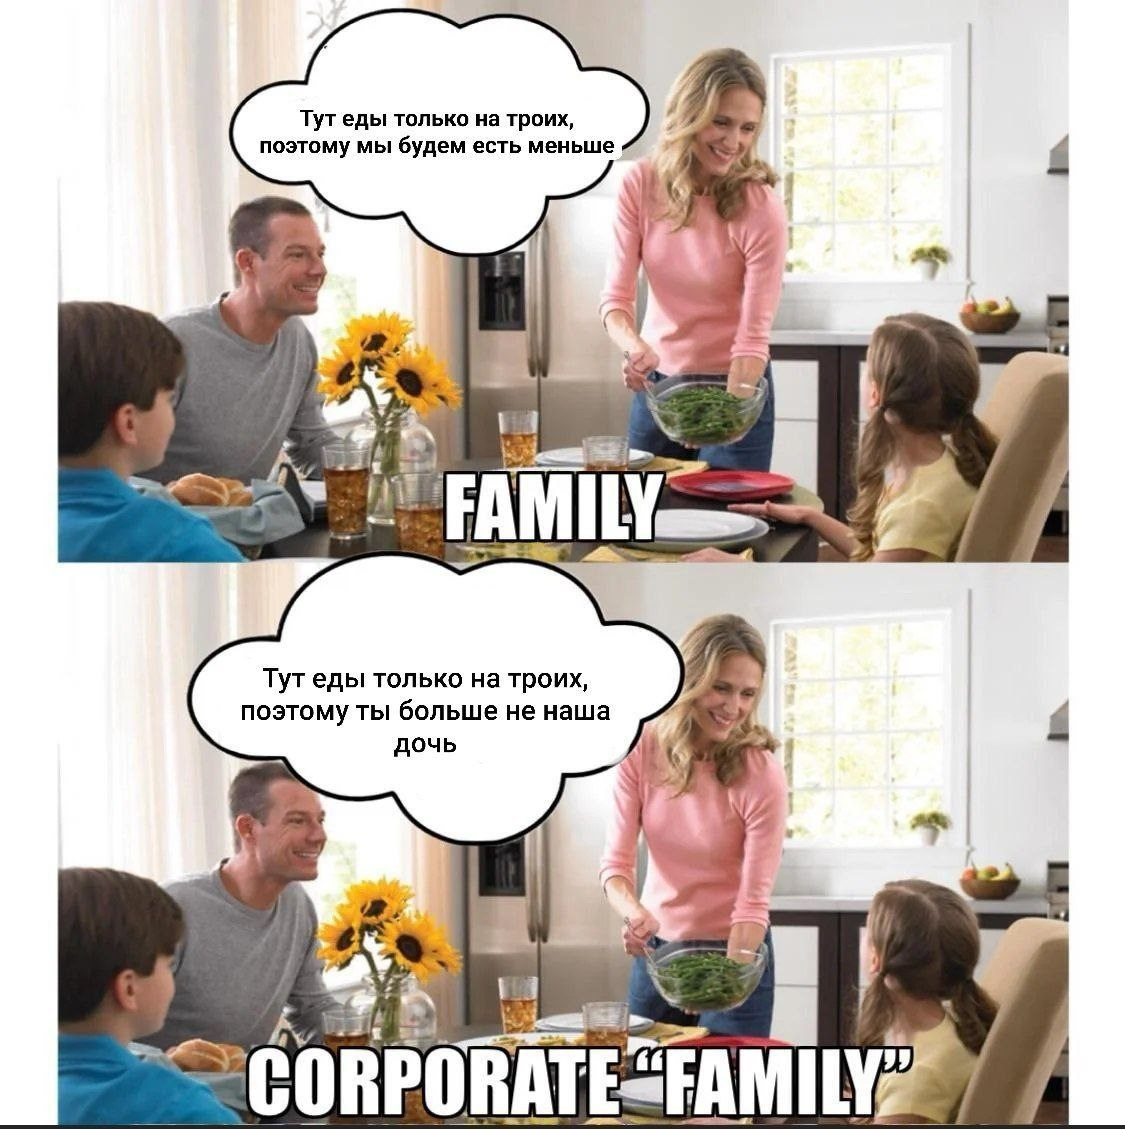 Тут еды только на троих,
поэтому мы будем есть меньше
FAMILY
Тут еды только на троих,
поэтому ты больше не наша
дочь
CORPORATE “FAMILY”